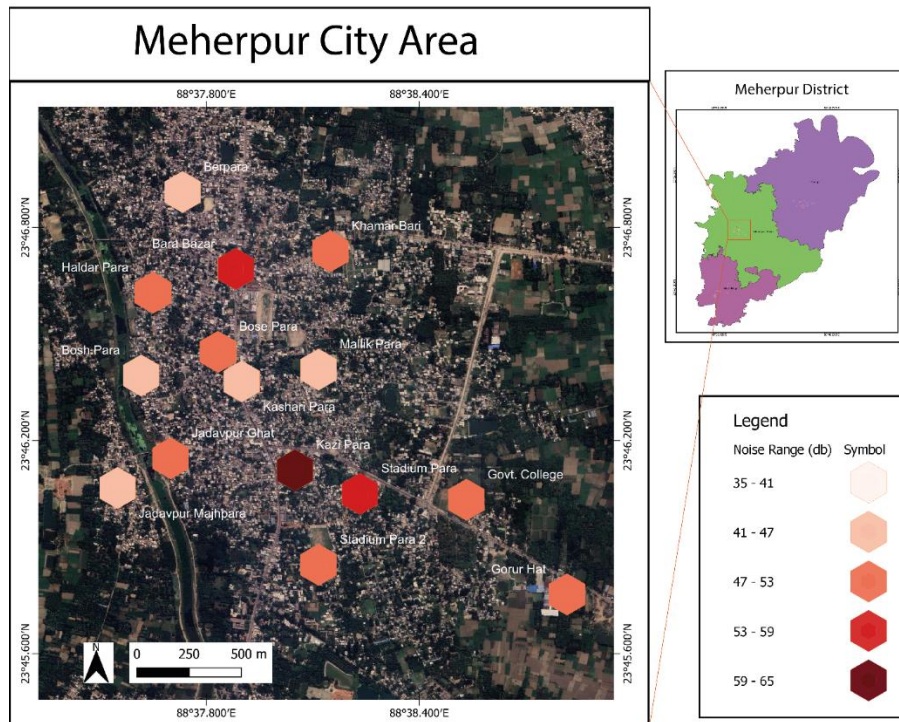 Meherpur City Area
88°37.800'E
88°38.400'E
Berpara
23°46.800'N
Khamar Bari
23°46.800'N
Bara Bazar
Haldar Para
Bose Para
Bosh Para
Mallik Para
Kashari Para
23°46.200'N
Jadavpur Ghat
Kazi Para
23°46.200'N
Stadium Para
Govt. College
Jadavpur Majhpara
Stadium Para 2
Gorur Hat
23°45.600'N
N
0 250 500 m
23°45.600'N
88°37.800'E
88°38.400'E
Meherpur District
Legend
Noise Range (db) Symbol
35 - 41
41 - 47
47 - 53
53 - 59
59 - 65